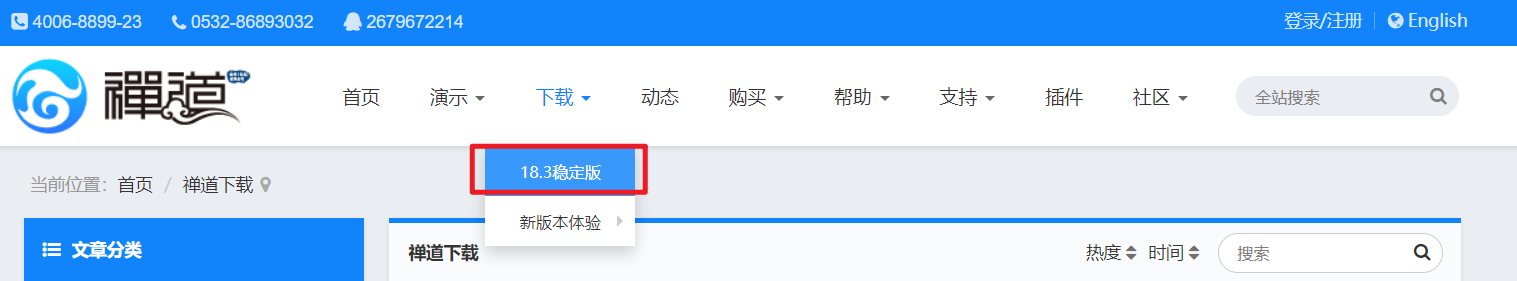 4006-8899-23 0532-86893032 2679672214 登录/注册 English
禅道 首页 演示 下载 动态 购买 帮助 支持 插件 社区 全站搜索
18.3稳定版
当前位置: 首页 / 禅道下载
新版本体验
文章分类 禅道下载 热度 时间 搜索